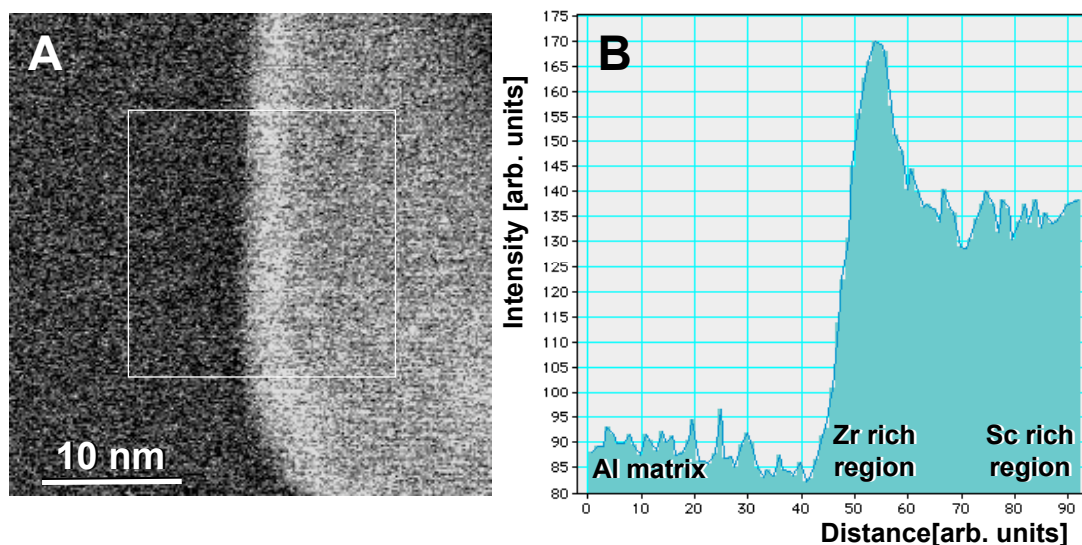 A
10 nm
B
Intensity [arb. units]
175
170
165
160
155
150
145
140
135
130
125
120
115
110
105
100
95
90
85
80
Al matrix
Zr rich
region
Sc rich
region
0 10 20 30 40 50 60 70 80 90
Distance[arb. units]